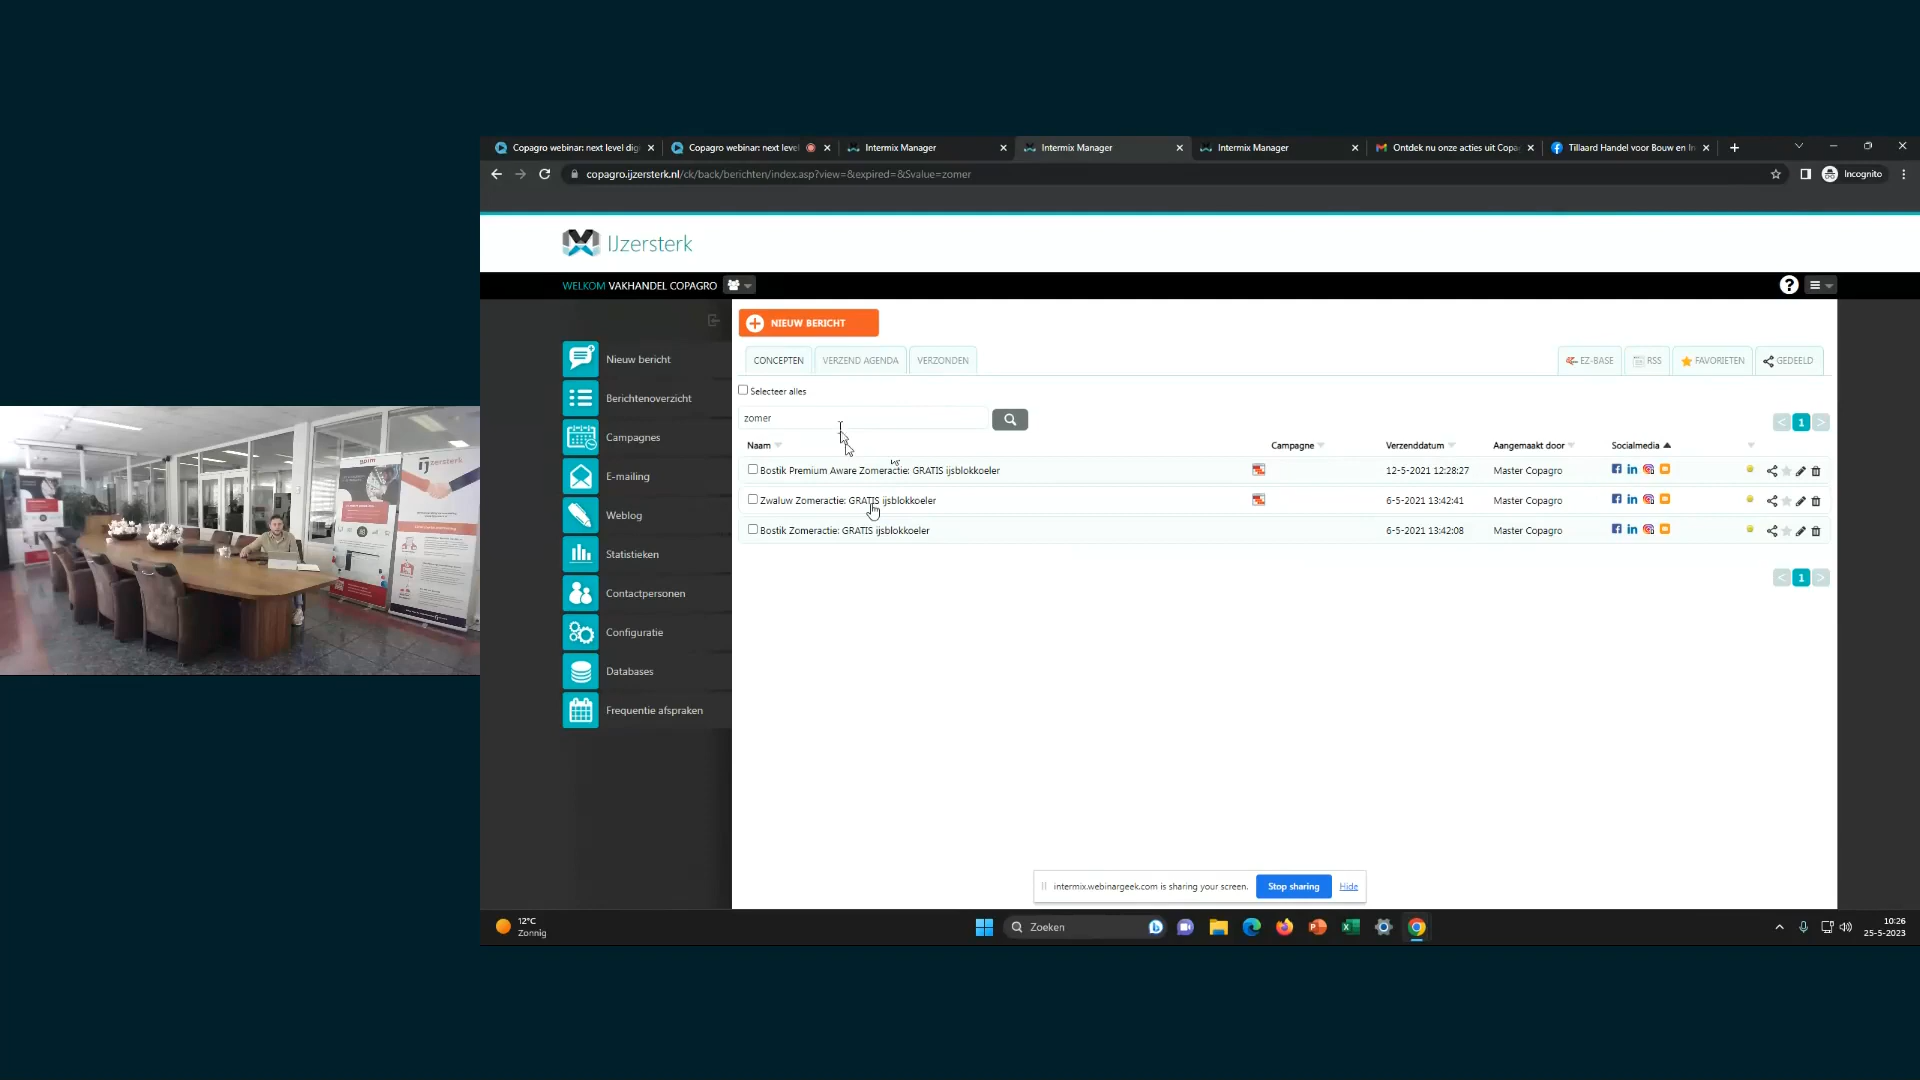 Copagro webinar: next level dig
Copagro webinar: next leve
Intermix Manager
Intermix Manager
Intermix Manager
Ontdek nu onze acties uit Copa
Tillaard Handel voor Bouw en In
copagro.ijzersterk.nl/ck/back/berichten/index.asp?view=&expired=&Svalue=zomer
Incognito
IJzersterk
WELKOM VAKHANDEL COPAGRO
?
NIEUW BERICHT
Nieuw bericht
Berichtenoverzicht
Campagnes
E-mailing
Weblog
Statistieken
Contactpersonen
Configuratie
Databases
Frequentie afspraken
CONCEPTEN
VERZEND AGENDA
VERZONDEN
EZ-BASE
RSS
FAVORIETEN
GEDEELD
Selecteer alles
zomer
< 1 >
Naam Campagne Verzenddatum Aangemaakt door Socialmedia
Bostik Premium Aware Zomeractie: GRATIS ijsblokkoeler 12-5-2021 12:28:27 Master Copagro
Zwaluw Zomeractie: GRATIS ijsblokkoeler 6-5-2021 13:42:41 Master Copagro
Bostik Zomeractie: GRATIS ijsblokkoeler 6-5-2021 13:42:08 Master Copagro
< 1 >
intermix.webinargeek.com is sharing your screen. Stop sharing Hide
12°C
Zonnig
Zoeken
10:26
25-5-2023
ijzersterk